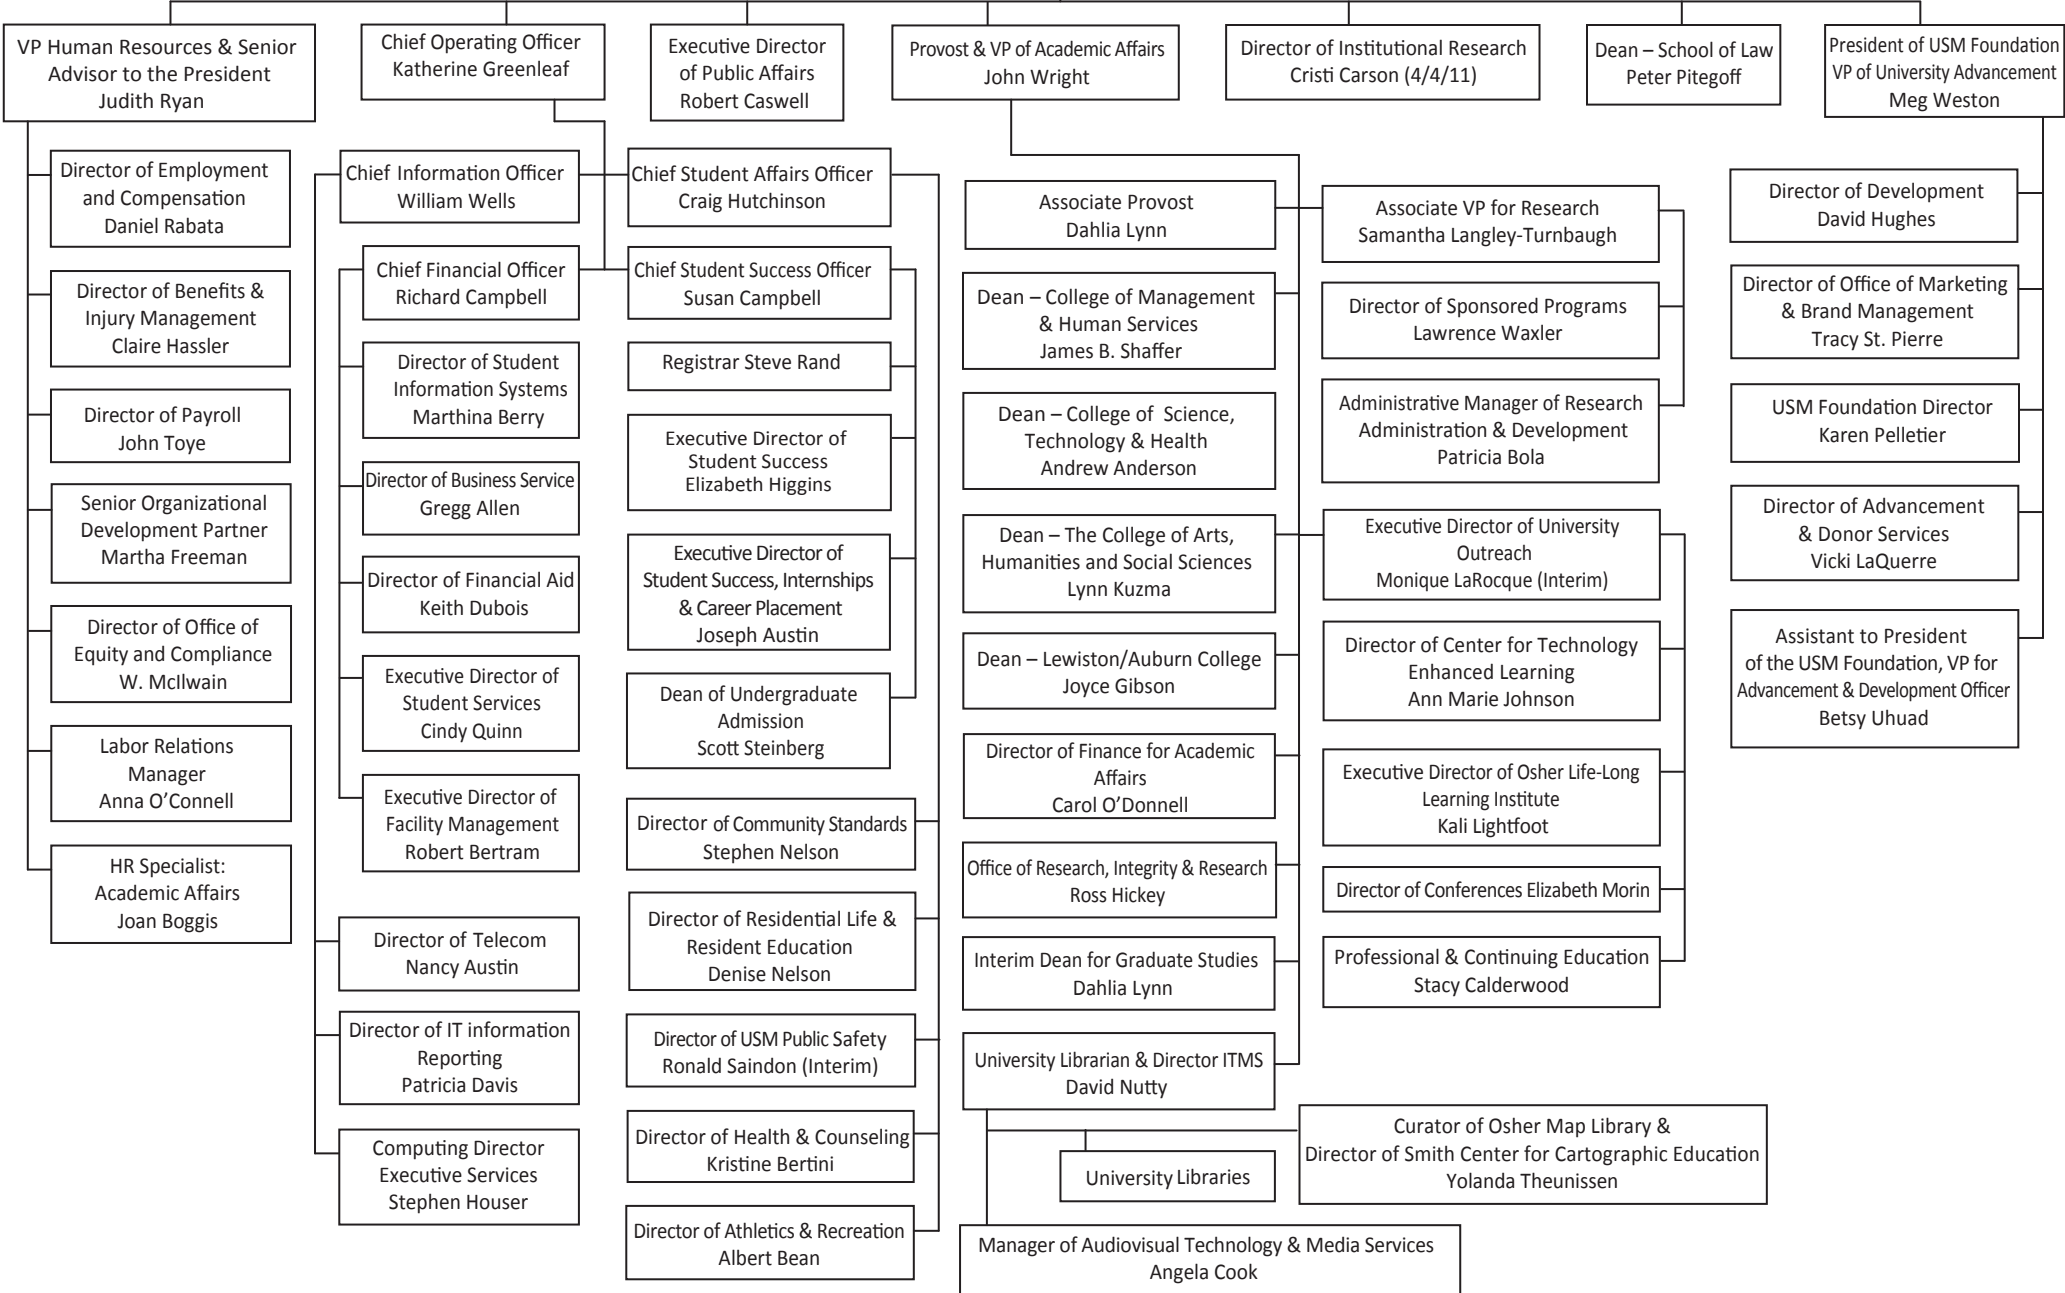 VP Human Resources & Senior
Advisor to the President
Judith Ryan
Chief Operating Officer
Katherine Greenleaf
Executive Director
of Public Affairs
Robert Caswell
Provost & VP of Academic Affairs
John Wright
Director of Institutional Research
Cristi Carson (4/4/11)
Dean – School of Law
Peter Pitegoff
President of USM Foundation
VP of University Advancement
Meg Weston
Director of Employment
and Compensation
Daniel Rabata
Director of Benefits &
Injury Management
Claire Hassler
Director of Payroll
John Toye
Senior Organizational
Development Partner
Martha Freeman
Director of Office of
Equity and Compliance
W. McIlwain
Labor Relations
Manager
Anna O’Connell
HR Specialist:
Academic Affairs
Joan Boggis
Chief Information Officer
William Wells
Chief Financial Officer
Richard Campbell
Director of Student
Information Systems
Marthina Berry
Director of Business Service
Gregg Allen
Director of Financial Aid
Keith Dubois
Executive Director of
Student Services
Cindy Quinn
Executive Director of
Facility Management
Robert Bertram
Director of Telecom
Nancy Austin
Director of IT information
Reporting
Patricia Davis
Computing Director
Executive Services
Stephen Houser
Chief Student Affairs Officer
Craig Hutchinson
Chief Student Success Officer
Susan Campbell
Registrar Steve Rand
Executive Director of
Student Success
Elizabeth Higgins
Executive Director of
Student Success, Internships
& Career Placement
Joseph Austin
Dean of Undergraduate
Admission
Scott Steinberg
Director of Community Standards
Stephen Nelson
Director of Residential Life &
Resident Education
Denise Nelson
Director of USM Public Safety
Ronald Saindon (Interim)
Director of Health & Counseling
Kristine Bertini
Director of Athletics & Recreation
Albert Bean
Associate Provost
Dahlia Lynn
Dean – College of Management
& Human Services
James B. Shaffer
Dean – College of Science,
Technology & Health
Andrew Anderson
Dean – The College of Arts,
Humanities and Social Sciences
Lynn Kuzma
Dean – Lewiston/Auburn College
Joyce Gibson
Director of Finance for Academic
Affairs
Carol O’Donnell
Office of Research, Integrity & Research
Ross Hickey
Interim Dean for Graduate Studies
Dahlia Lynn
University Librarian & Director ITMS
David Nutty
University Libraries
Curator of Osher Map Library &
Director of Smith Center for Cartographic Education
Yolanda Theunissen
Manager of Audiovisual Technology & Media Services
Angela Cook
Associate VP for Research
Samantha Langley-Turnbaugh
Director of Sponsored Programs
Lawrence Waxler
Administrative Manager of Research
Administration & Development
Patricia Bola
Executive Director of University
Outreach
Monique LaRocque (Interim)
Director of Center for Technology
Enhanced Learning
Ann Marie Johnson
Executive Director of Osher Life-Long
Learning Institute
Kali Lightfoot
Director of Conferences Elizabeth Morin
Professional & Continuing Education
Stacy Calderwood
Director of Development
David Hughes
Director of Office of Marketing
& Brand Management
Tracy St. Pierre
USM Foundation Director
Karen Pelletier
Director of Advancement
& Donor Services
Vicki LaQuerre
Assistant to President
of the USM Foundation, VP for
Advancement & Development Officer
Betsy Uhuad